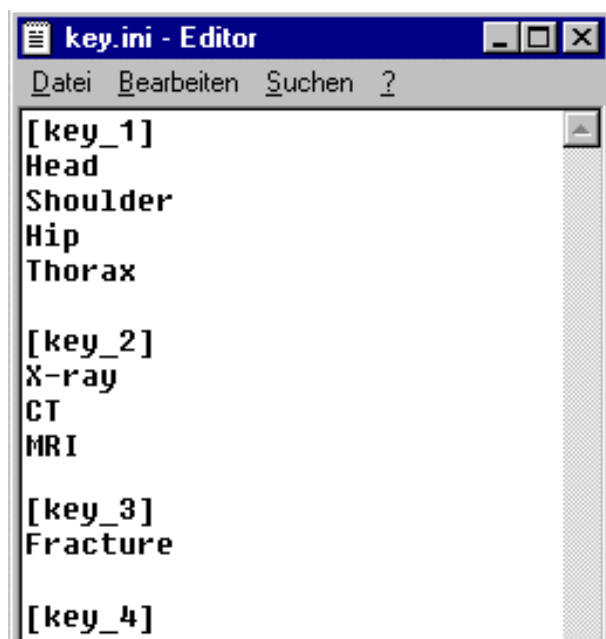 key.ini - Editor
Datei Bearbeiten Suchen ?
[key_1]
Head
Shoulder
Hip
Thorax
[key_2]
X-ray
CT
MRI
[key_3]
Fracture
[key_4]